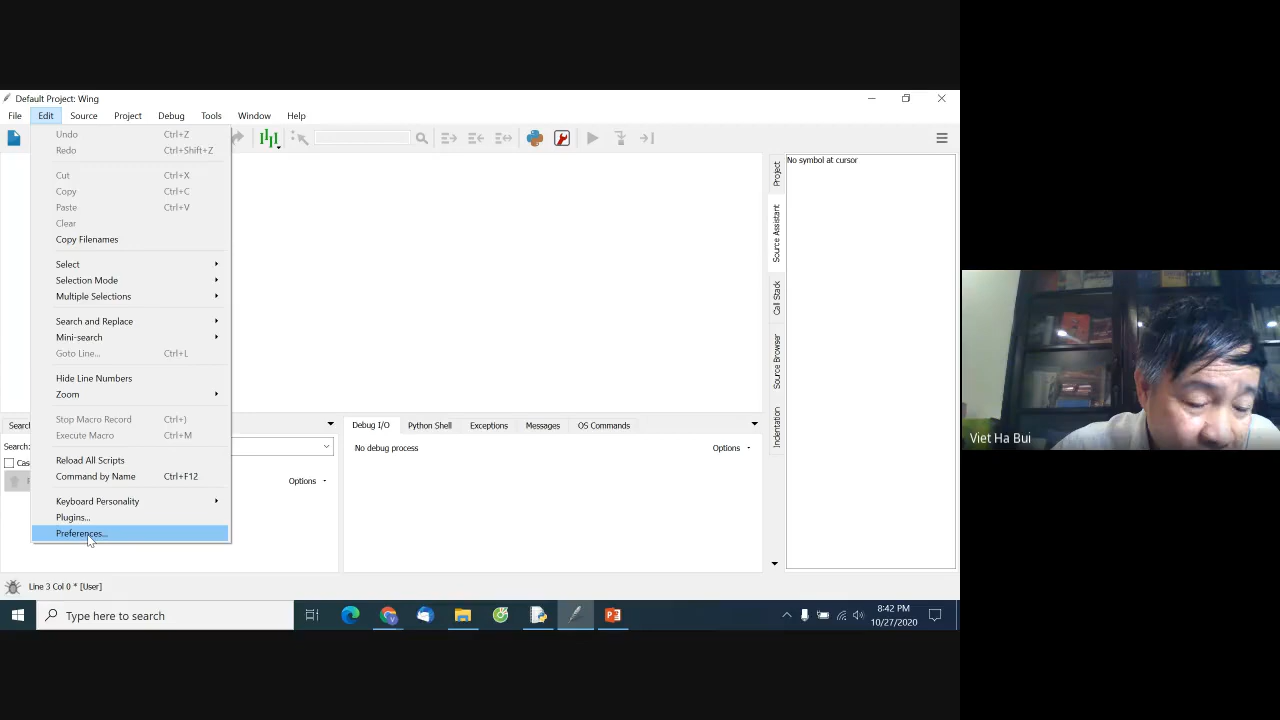 Default Project: Wing
File Edit Source Project Debug Tools Window Help
Undo Ctrl+Z
Redo Ctrl+Shift+Z
Cut Ctrl+X
Copy Ctrl+C
Paste Ctrl+V
Clear
Copy Filenames
Select
Selection Mode
Multiple Selections
Search and Replace
Mini-search
Goto Line... Ctrl+L
Hide Line Numbers
Zoom
Stop Macro Record Ctrl+)
Execute Macro Ctrl+M
Reload All Scripts
Command by Name Ctrl+F12
Keyboard Personality
Plugins...
Preferences...
No symbol at cursor
Project
Source Assistant
Call Stack
Source Browser
Indentation
Search:
Options
Debug I/O Python Shell Exceptions Messages OS Commands
No debug process Options
Line 3 Col 0 * [User]
Type here to search
8:42 PM
10/27/2020
Viet Ha Bui